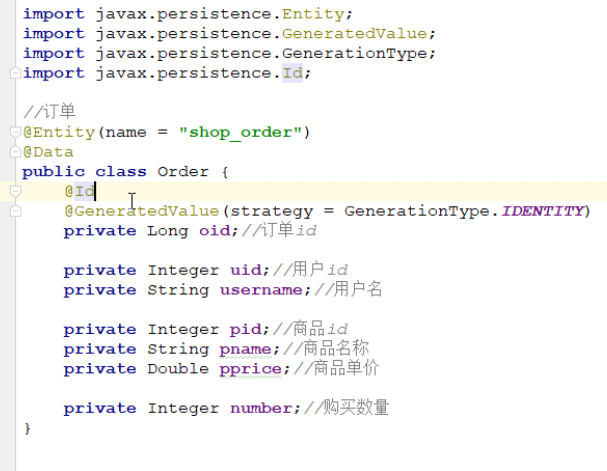 import javax.persistence.Entity;
import javax.persistence.GeneratedValue;
import javax.persistence.GenerationType;
import javax.persistence.Id;
//订单
@Entity(name = "shop_order")
@Data
public class Order {
@Id
@GeneratedValue(strategy = GenerationType.IDENTITY)
private Long oid;//订单id
private Integer uid;//用户id
private String username;//用户名
private Integer pid;//商品id
private String pname;//商品名称
private Double pprice;//商品单价
private Integer number;//购买数量
}